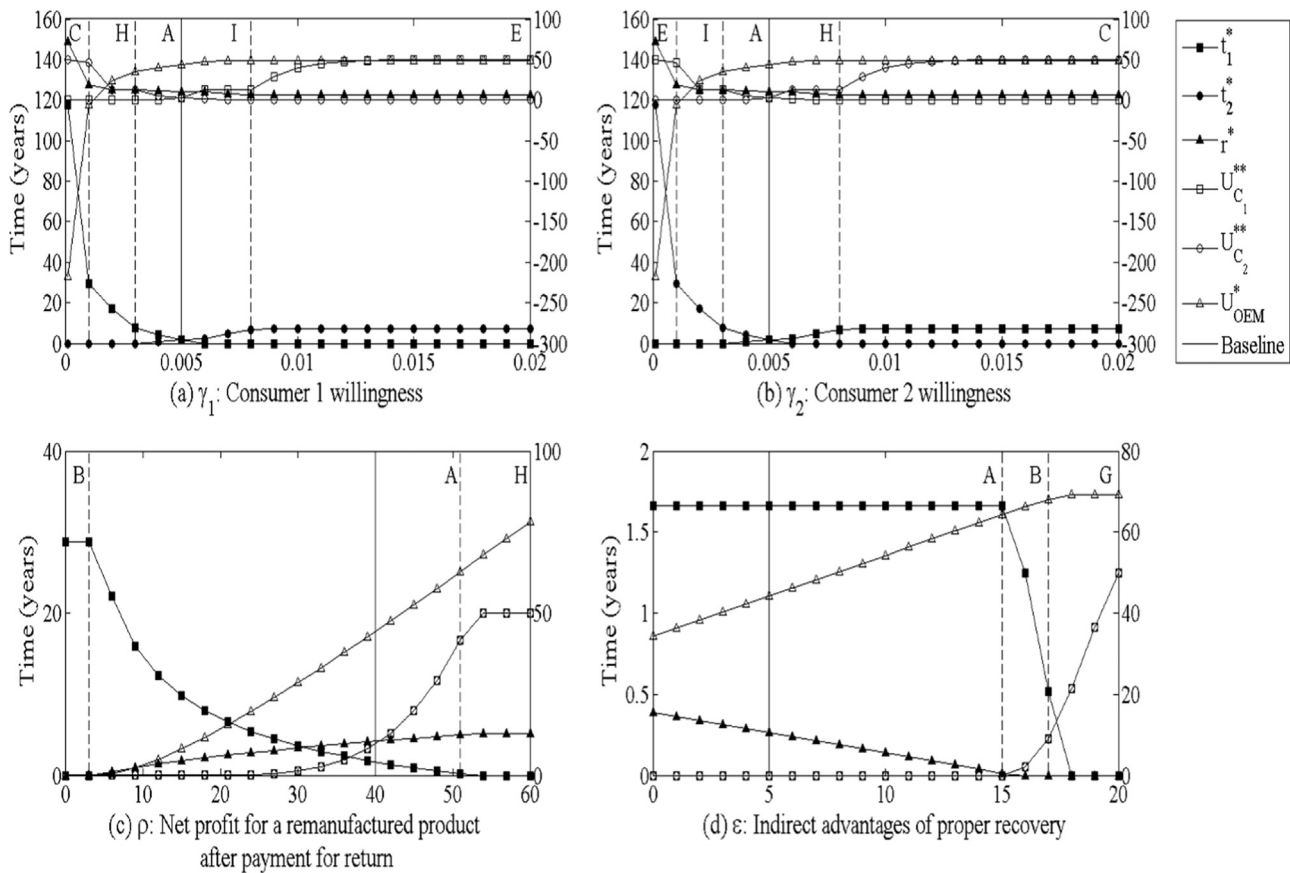 160 C H A I E 100
140 50
120 0
100 -50
80 -100
60 -150
40 -200
20 -250
0 -300
Time (years)
0 0.005 0.01 0.015 0.02
(a) γ1: Consumer 1 willingness
160 E I A H C 100
140 50
120 0
100 -50
80 -100
60 -150
40 -200
20 -250
0 -300
Time (years)
0 0.005 0.01 0.015 0.02
(b) γ2: Consumer 2 willingness
t*1
t*2
r*
U**C1
U**C2
U*OEM
Baseline
40 B A H 100
20 50
0 0
Time (years)
0 10 20 30 40 50 60
(c) ρ: Net profit for a remanufactured product
after payment for return
2 A B G 80
1.5 60
1 40
0.5 20
0 0
Time (years)
0 5 10 15 20
(d) ε: Indirect advantages of proper recovery